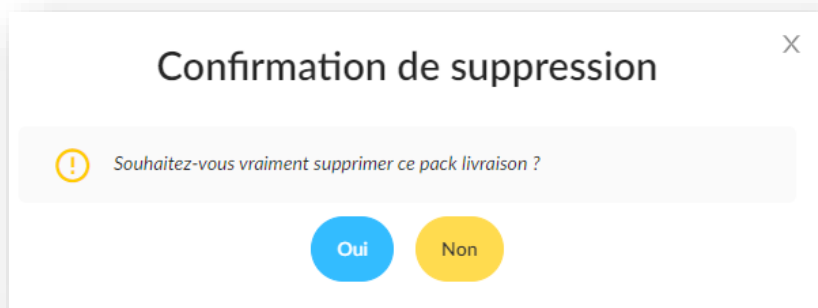 Confirmation de suppression
Souhaitez-vous vraiment supprimer ce pack livraison ?
Oui
Non